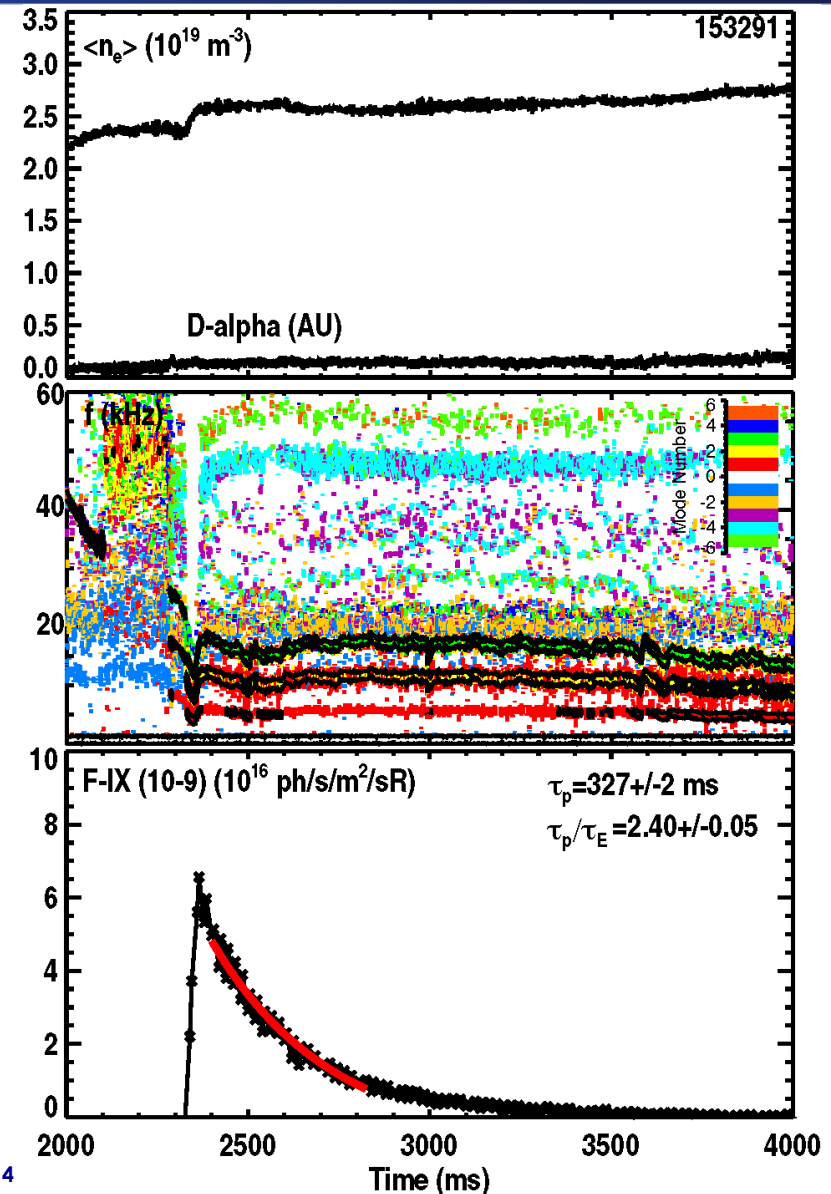 3.5
<nₑ> (10¹⁹ m⁻³)
153291
3.0
2.5
2.0
1.5
1.0
0.5
D-alpha (AU)
0.0
60
f (kHz)
40
20
Mode Number
6
4
2
0
-2
-4
-6
10
F-IX (10-9) (10¹⁶ ph/s/m²/sR)
τₚ=327+/-2 ms
τₚ/τE=2.40+/-0.05
8
6
4
2
0
2000 2500 3000 3500 4000
Time (ms)
4